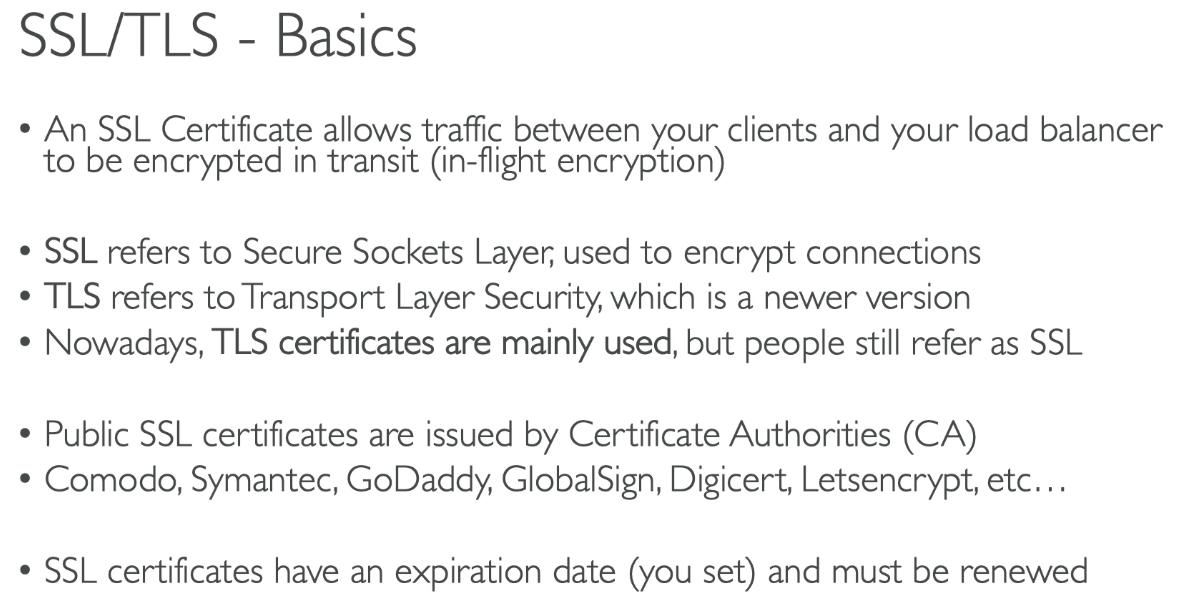 SSL/TLS - Basics
• An SSL Certificate allows traffic between your clients and your load balancer
to be encrypted in transit (in-flight encryption)
• SSL refers to Secure Sockets Layer, used to encrypt connections
• TLS refers to Transport Layer Security, which is a newer version
• Nowadays, TLS certificates are mainly used, but people still refer as SSL
• Public SSL certificates are issued by Certificate Authorities (CA)
• Comodo, Symantec, GoDaddy, GlobalSign, Digicert, Letsencrypt, etc…
• SSL certificates have an expiration date (you set) and must be renewed